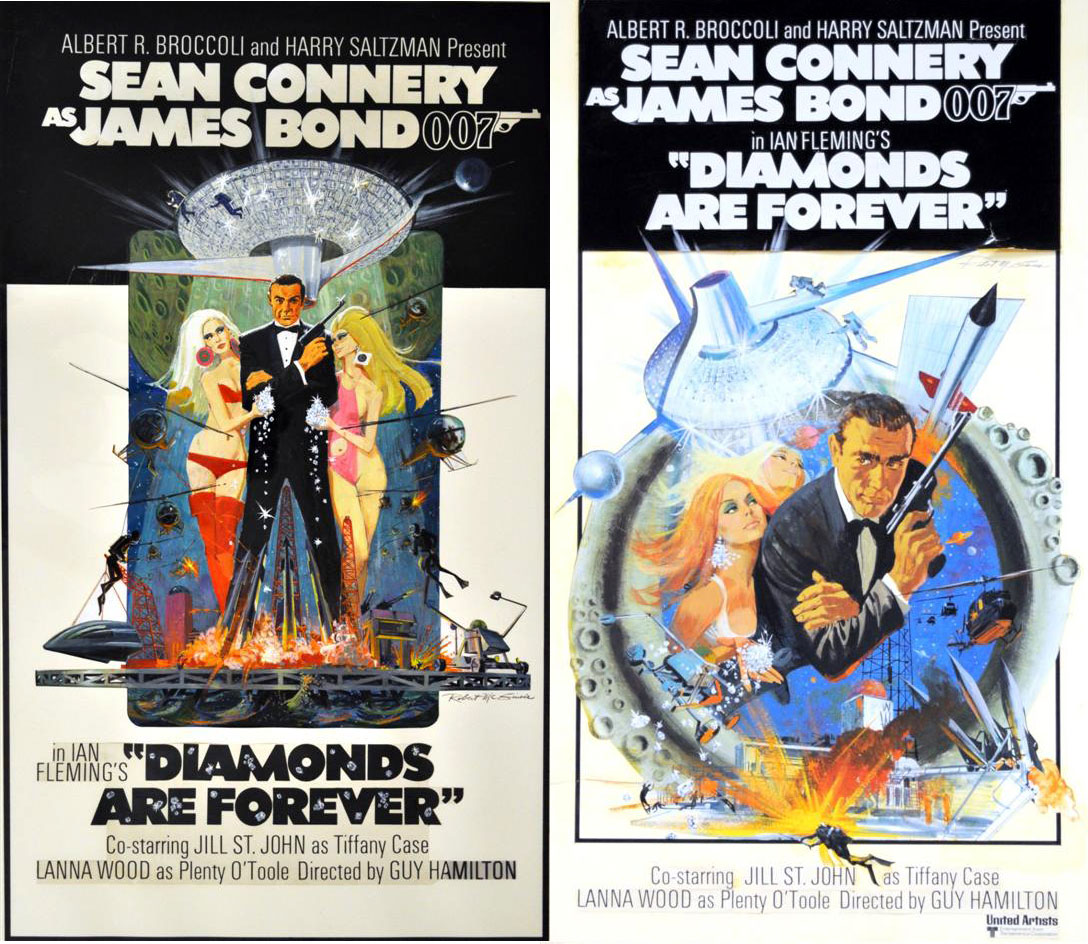 ALBERT R. BROCCOLI and HARRY SALTZMAN Present
SEAN CONNERY
AS JAMES BOND 007
Robert McGinnis
in IAN
FLEMING'S "DIAMONDS
ARE FOREVER"
Co-starring JILL ST. JOHN as Tiffany Case
LANNA WOOD as Plenty O'Toole Directed by GUY HAMILTON
ALBERT R. BROCCOLI and HARRY SALTZMAN Present
SEAN CONNERY
AS JAMES BOND 007
in IAN FLEMING'S
"DIAMONDS
ARE FOREVER"
Co-starring JILL ST. JOHN as Tiffany Case
LANNA WOOD as Plenty O'Toole Directed by GUY HAMILTON
United Artists